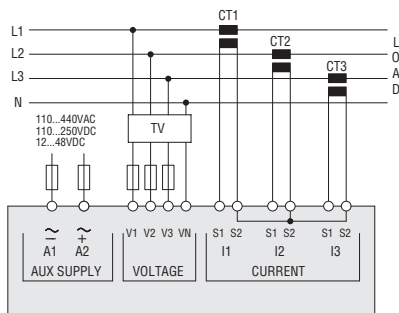 CT1
L1
CT2
L2
L
O
A
D
CT3
L3
N
110...440VAC
110...250VDC
12...48VDC
TV
V1 V2 V3 VN S1 S2 S1 S2 S1 S2
~ ~
− +
A1 A2 I1 I2 I3
AUX SUPPLY VOLTAGE CURRENT